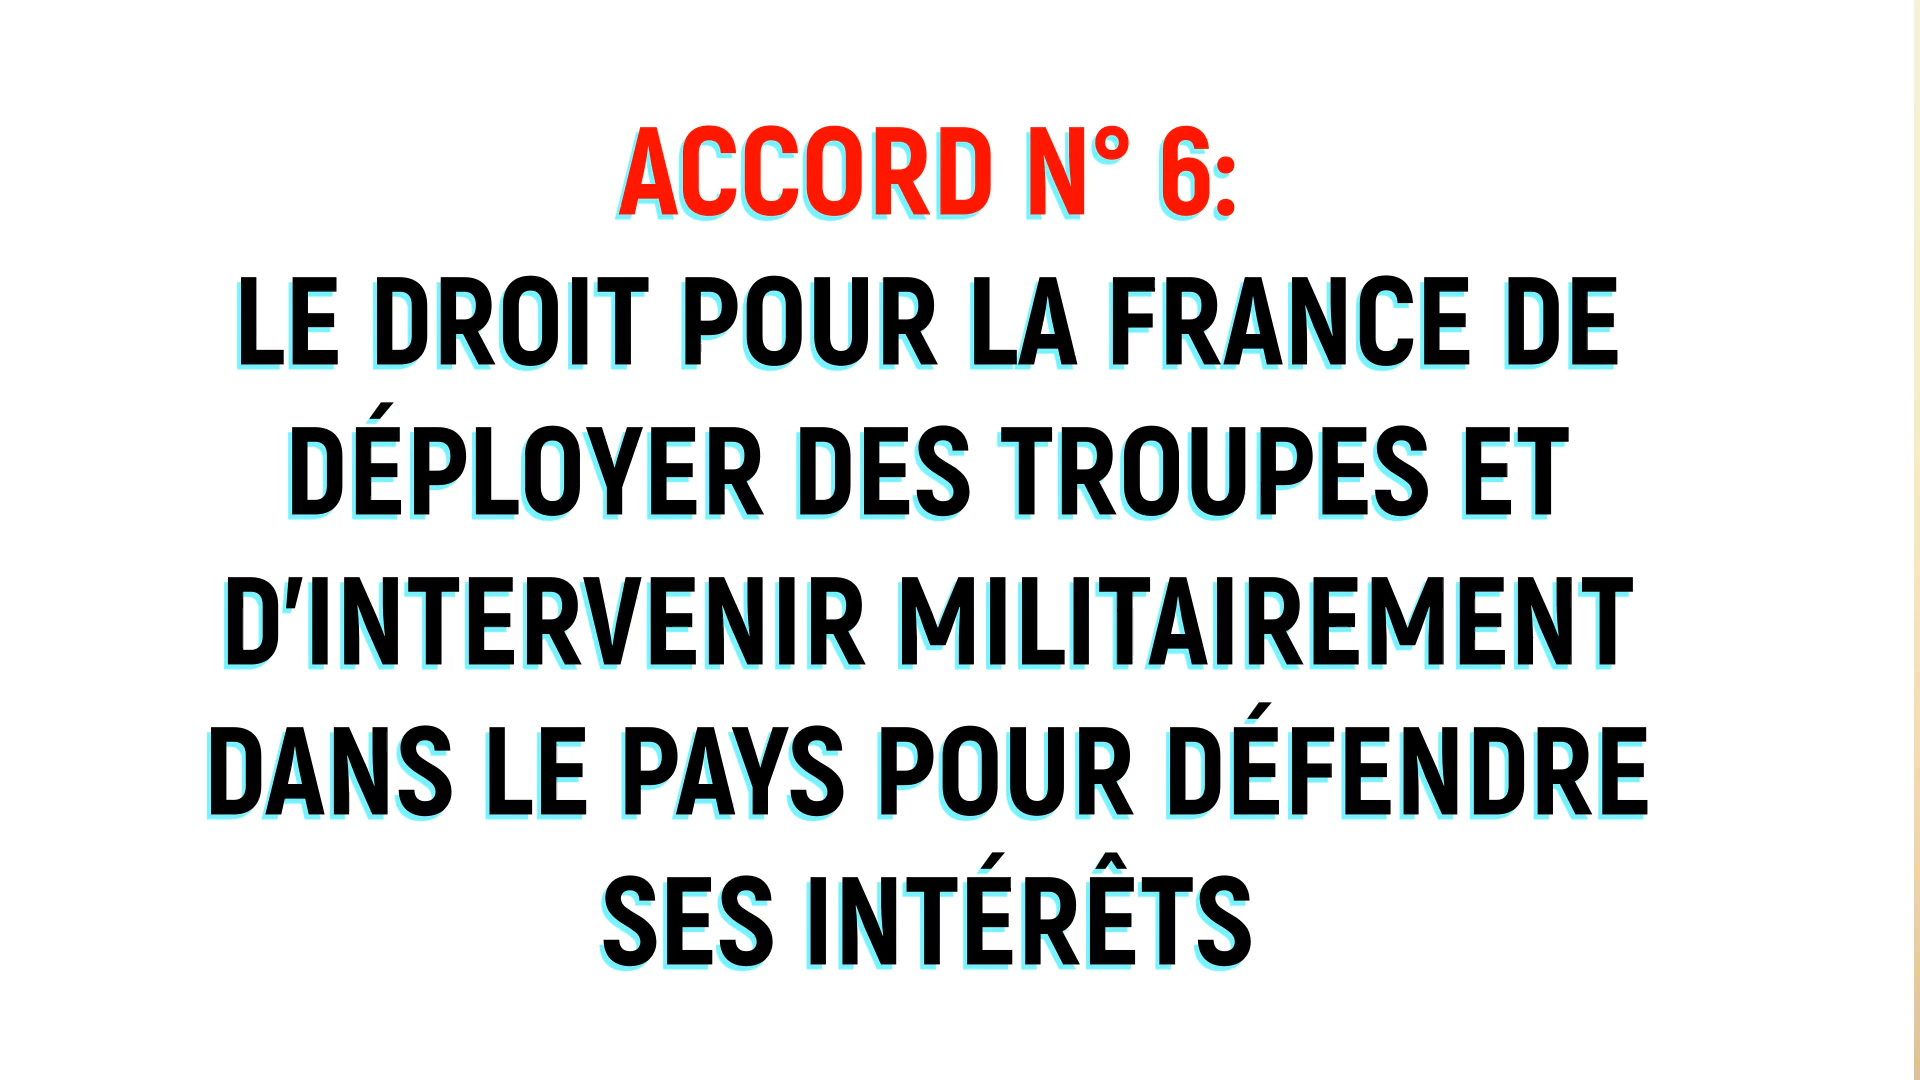 ACCORD N° 6:
LE DROIT POUR LA FRANCE DE
DÉPLOYER DES TROUPES ET
D'INTERVENIR MILITAIREMENT
DANS LE PAYS POUR DÉFENDRE
SES INTÉRÊTS